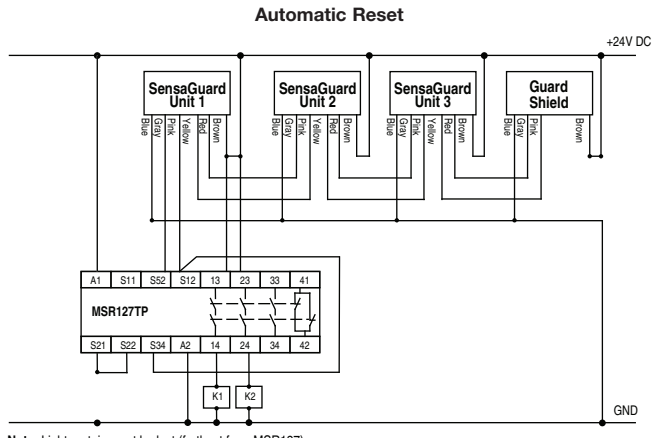 Automatic Reset
+24V DC
SensaGuard
Unit 1
SensaGuard
Unit 2
SensaGuard
Unit 3
Guard
Shield
Blue
Gray
Pink
Yellow
Red
Brown
Blue
Gray
Pink
Yellow
Red
Brown
Blue
Gray
Pink
Yellow
Red
Brown
Blue
Gray
Pink
Brown
A1 S11 S52 S12 13 23 33 41
MSR127TP
S21 S22 S34 A2 14 24 34 42
K1 K2
GND